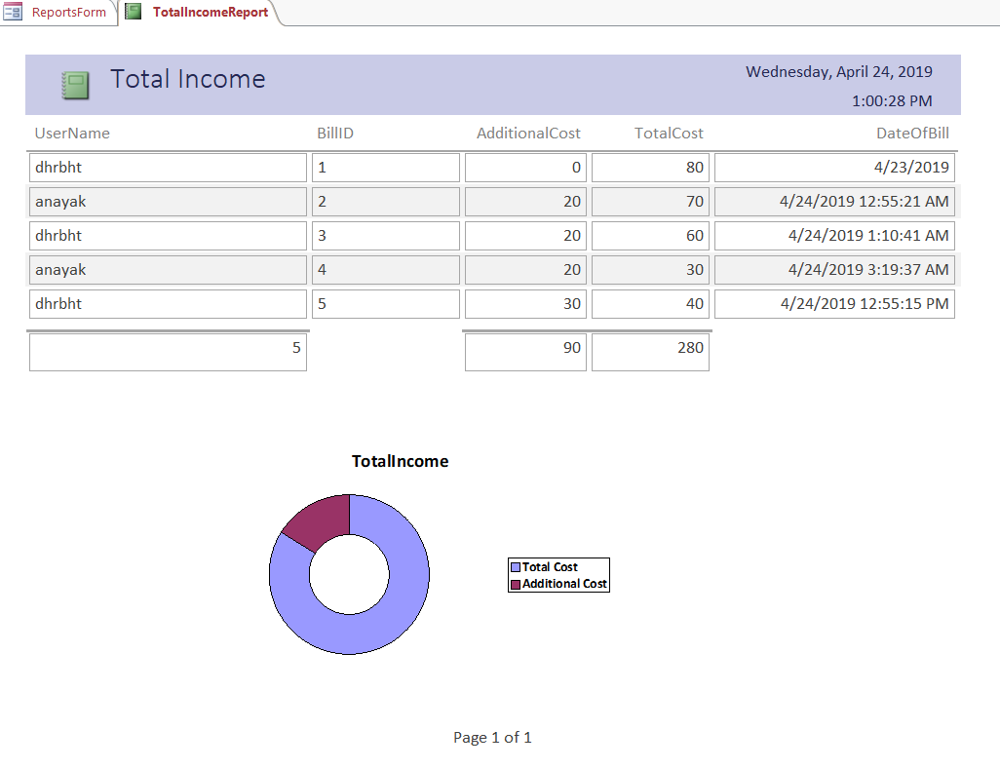 ReportsForm TotalIncomeReport
Total Income Wednesday, April 24, 2019
1:00:28 PM
UserName BillID AdditionalCost TotalCost DateOfBill
dhrbht 1 0 80 4/23/2019
anayak 2 20 70 4/24/2019 12:55:21 AM
dhrbht 3 20 60 4/24/2019 1:10:41 AM
anayak 4 20 30 4/24/2019 3:19:37 AM
dhrbht 5 30 40 4/24/2019 12:55:15 PM
5 90 280
TotalIncome
Total Cost
Additional Cost
Page 1 of 1